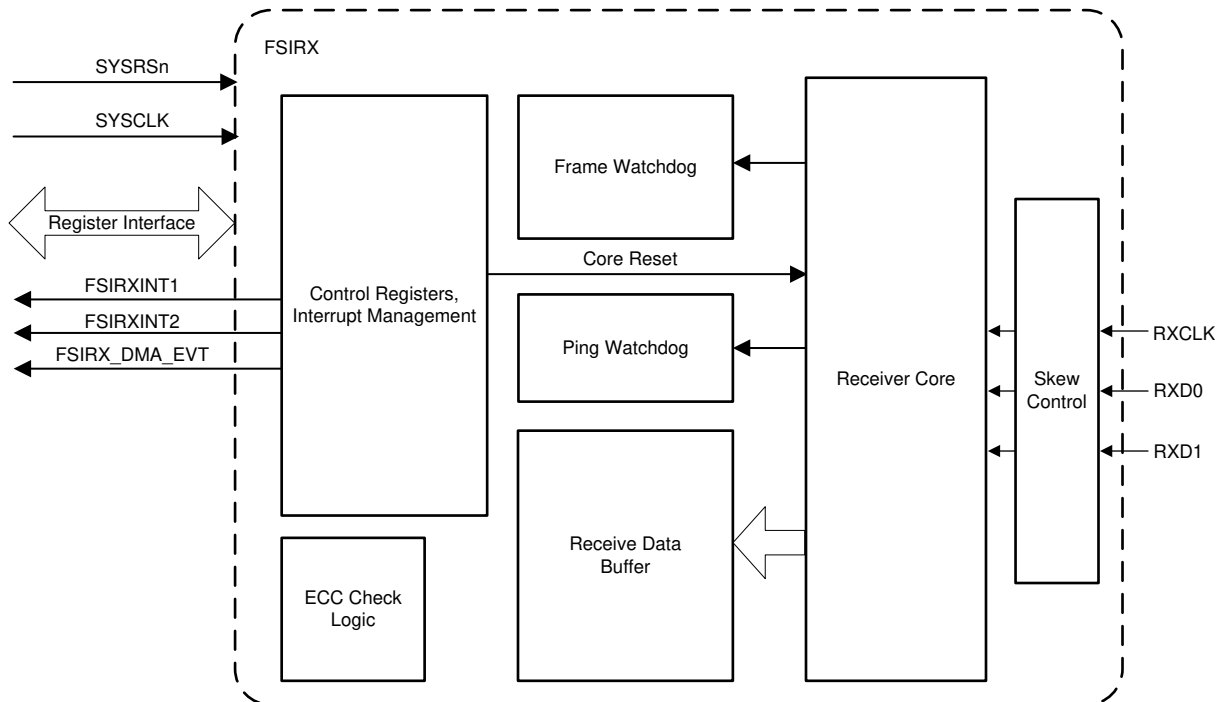 FSIRX
SYSRSn
SYSCLK
Register Interface
FSIRXINT1
FSIRXINT2
FSIRX_DMA_EVT
Control Registers,
Interrupt Management
ECC Check
Logic
Frame Watchdog
Core Reset
Ping Watchdog
Receive Data
Buffer
Receiver Core
Skew
Control
RXCLK
RXD0
RXD1